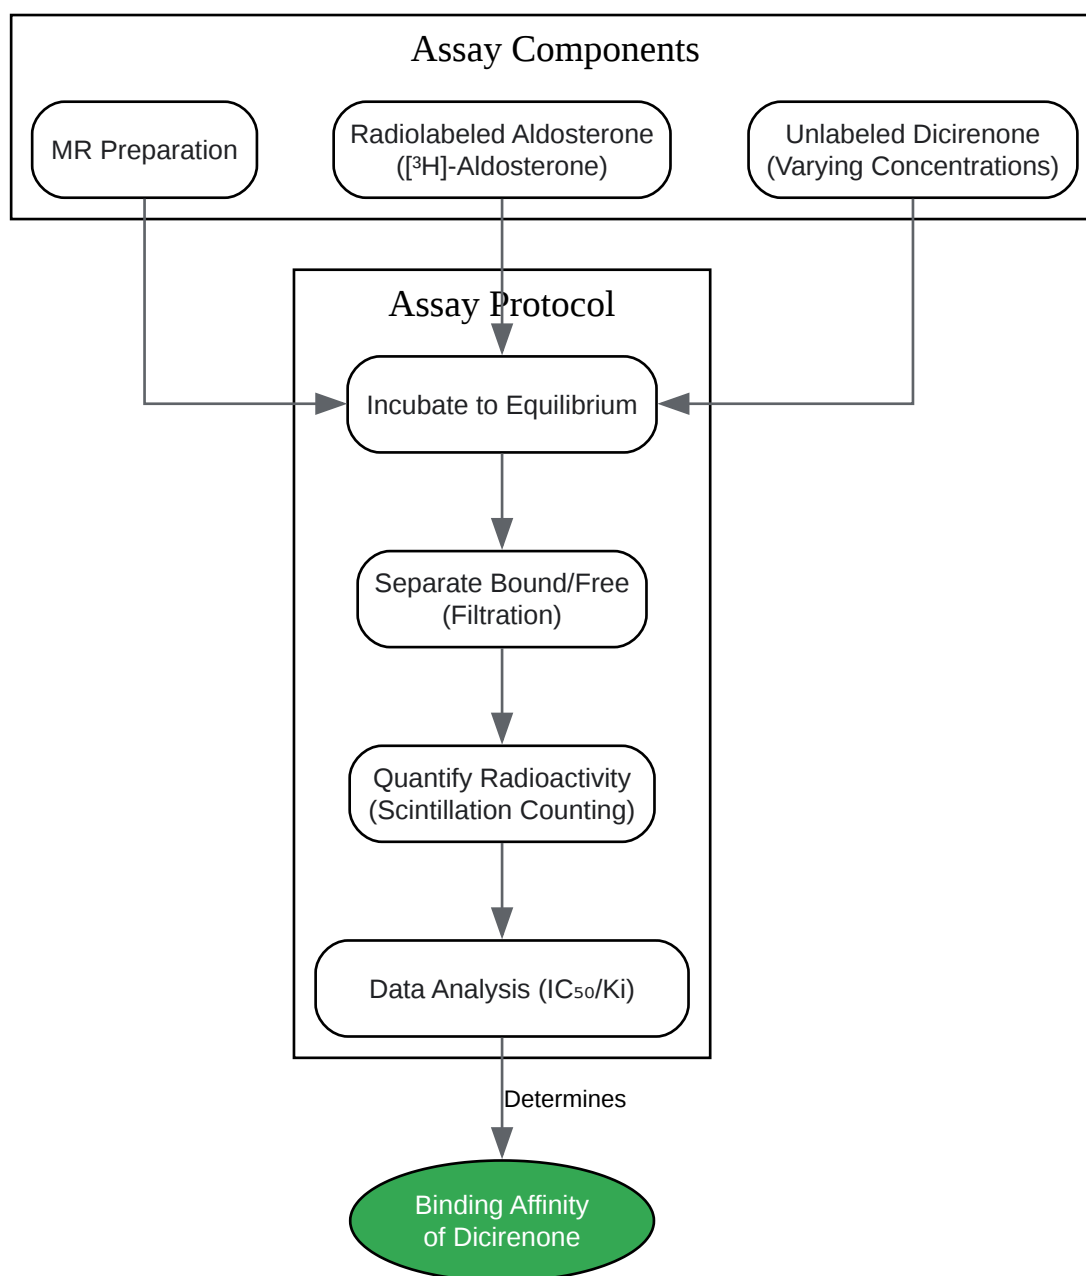 Assay Components
MR Preparation
Radiolabeled Aldosterone
([³H]-Aldosterone)
Unlabeled Dicirenone
(Varying Concentrations)
Assay Protocol
Incubate to Equilibrium
Separate Bound/Free
(Filtration)
Quantify Radioactivity
(Scintillation Counting)
Data Analysis (IC₅₀/Ki)
Determines
Binding Affinity
of Dicirenone